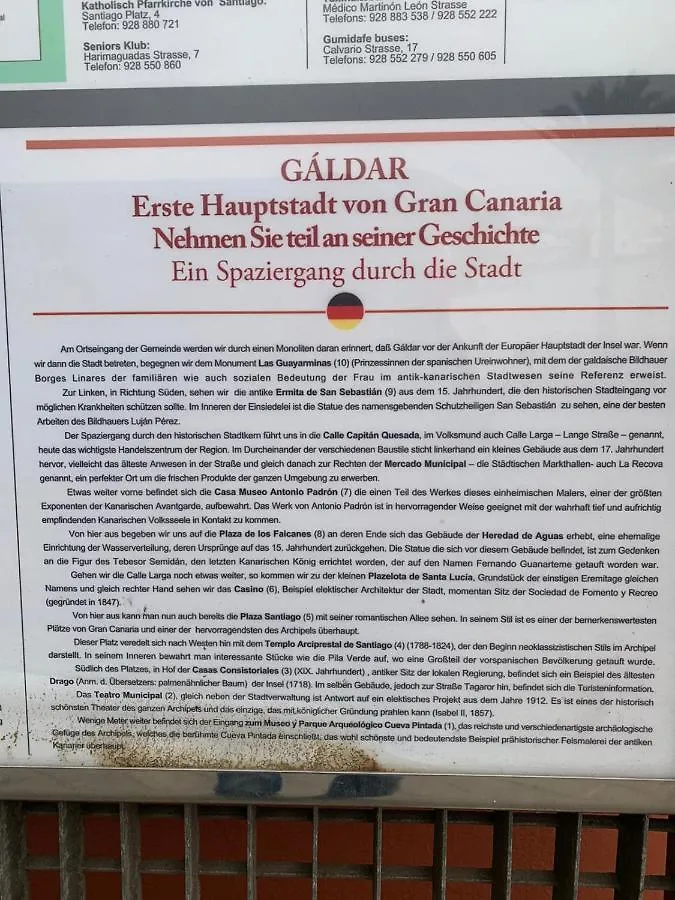 Katholisch Pfarrkirche von Santiago:
Santiago Platz, 4
Telefon: 928 880 721
Seniors Klub:
Harimaguadas Strasse, 7
Telefon: 928 550 860
Médico Martinón León Strasse
Telefons: 928 883 538 / 928 552 222
Gumidafe buses:
Calvario Strasse, 17
Telefons: 928 552 279 / 928 550 605
GÁLDAR
Erste Hauptstadt von Gran Canaria
Nehmen Sie teil an seiner Geschichte
Ein Spaziergang durch die Stadt
Am Ortseingang der Gemeinde werden wir durch einen Monoliten daran erinnert, daß Gáldar vor der Ankunft der Europäer Hauptstadt der Insel war. Wenn
wir dann die Stadt betreten, begegnen wir dem Monument Las Guayarminas (10) (Prinzessinnen der spanischen Ureinwohner), mit dem der galdaische Bildhauer
Borges Linares der familiären wie auch sozialen Bedeutung der Frau im antik-kanarischen Stadtwesen seine Referenz erweist.
Zur Linken, in Richtung Süden, sehen wir die antike Ermita de San Sebastián (9) aus dem 15. Jahrhundert, die den historischen Stadteingang vor
möglichen Krankheiten schützen sollte. Im Inneren der Einsiedelei ist die Statue des namensgebenden Schutzheiligen San Sebastián zu sehen, eine der besten
Arbeiten des Bildhauers Luján Pérez.
Der Spaziergang durch den historischen Stadtkern führt uns in die Calle Capitán Quesada, im Volksmund auch Calle Larga – Lange Straße – genannt,
heute das wichtigste Handelszentrum der Region. Im Durcheinander der verschiedenen Baustile sticht linkerhand ein kleines Gebäude aus dem 17. Jahrhundert
hervor, vielleicht das älteste Anwesen in der Straße und gleich danach zur Rechten der Mercado Municipal – die Städtischen Markthallen- auch La Recova
genannt, ein perfekter Ort um die frischen Produkte der ganzen Umgebung zu erwerben.
Etwas weiter vorne befindet sich die Casa Museo Antonio Padrón (7) die einen Teil des Werkes dieses einheimischen Malers, einer der größten
Exponenten der Kanarischen Avantgarde, aufbewahrt. Das Werk von Antonio Padrón ist in hervorragender Weise geeignet mit der wahrhaft tief und aufrichtig
empfindenden Kanarischen Volksseele in Kontakt zu kommen.
Von hier aus begeben wir uns auf die Plaza de los Faicanes (8) an deren Ende sich das Gebäude der Heredad de Aguas erhebt, eine ehemalige
Einrichtung der Wasserverteilung, deren Ursprünge auf das 15. Jahrhundert zurückgehen. Die Statue die sich vor diesem Gebäude befindet, ist zum Gedenken
an die Figur des Tebesor Semidán, den letzten Kanarischen König errichtet worden, der auf den Namen Fernando Guanarteme getauft worden war.
Gehen wir die Calle Larga noch etwas weiter, so kommen wir zu der kleinen Plazelota de Santa Lucía, Grundstück der einstigen Eremitage gleichen
Namens und gleich rechter Hand sehen wir das Casino (6), Beispiel elektischer Architektur der Stadt, momentan Sitz der Sociedad de Fomento y Recreo
(gegründet in 1847).
Von hier aus kann man nun auch bereits die Plaza Santiago (5) mit seiner romantischen Allee sehen. In seinem Stil ist es einer der bemerkenswertesten
Plätze von Gran Canaria und einer der hervorragendsten des Archipels überhaupt.
Dieser Platz veredelt sich nach Westen hin mit dem Templo Arciprestal de Santiago (4) (1788-1824), der den Beginn neoklassizistischen Stils im Archipel
darstellt. In seinem Inneren bewahrt man interessante Stücke wie die Pila Verde auf, wo eine Großteil der vorspanischen Bevölkerung getauft wurde.
Südlich des Platzes, in Hof der Casas Consistoriales (3) (XIX. Jahrhundert) , antiker Sitz der lokalen Regierung, befindet sich ein Beispiel des ältesten
Drago (Anm. d. Übersetzers: palmenähnlicher Baum) der Insel (1718). Im selben Gebäude, jedoch zur Straße Tagaror hin, befindet sich die Turisteninformation.
Das Teatro Municipal (2), gleich neben der Stadtverwaltung ist Antwort auf ein elektisches Projekt aus dem Jahre 1912. Es ist eines der historisch
schönsten Theater des ganzen Archipels und das einzige, das mit königlicher Gründung prahlen kann (Isabel II, 1857).
Wenige Meter weiter befindet sich der Eingang zum Museo y Parque Arqueológico Cueva Pintada (1), das reichste und verschiedenartigste archäologische
Gefüge des Archipels, welches die berühmte Cueva Pintada einschließt, das wohl schönste und bedeutendste Beispiel prähistorischer Felsmalerei der antiken
Kanarier überhaupt.